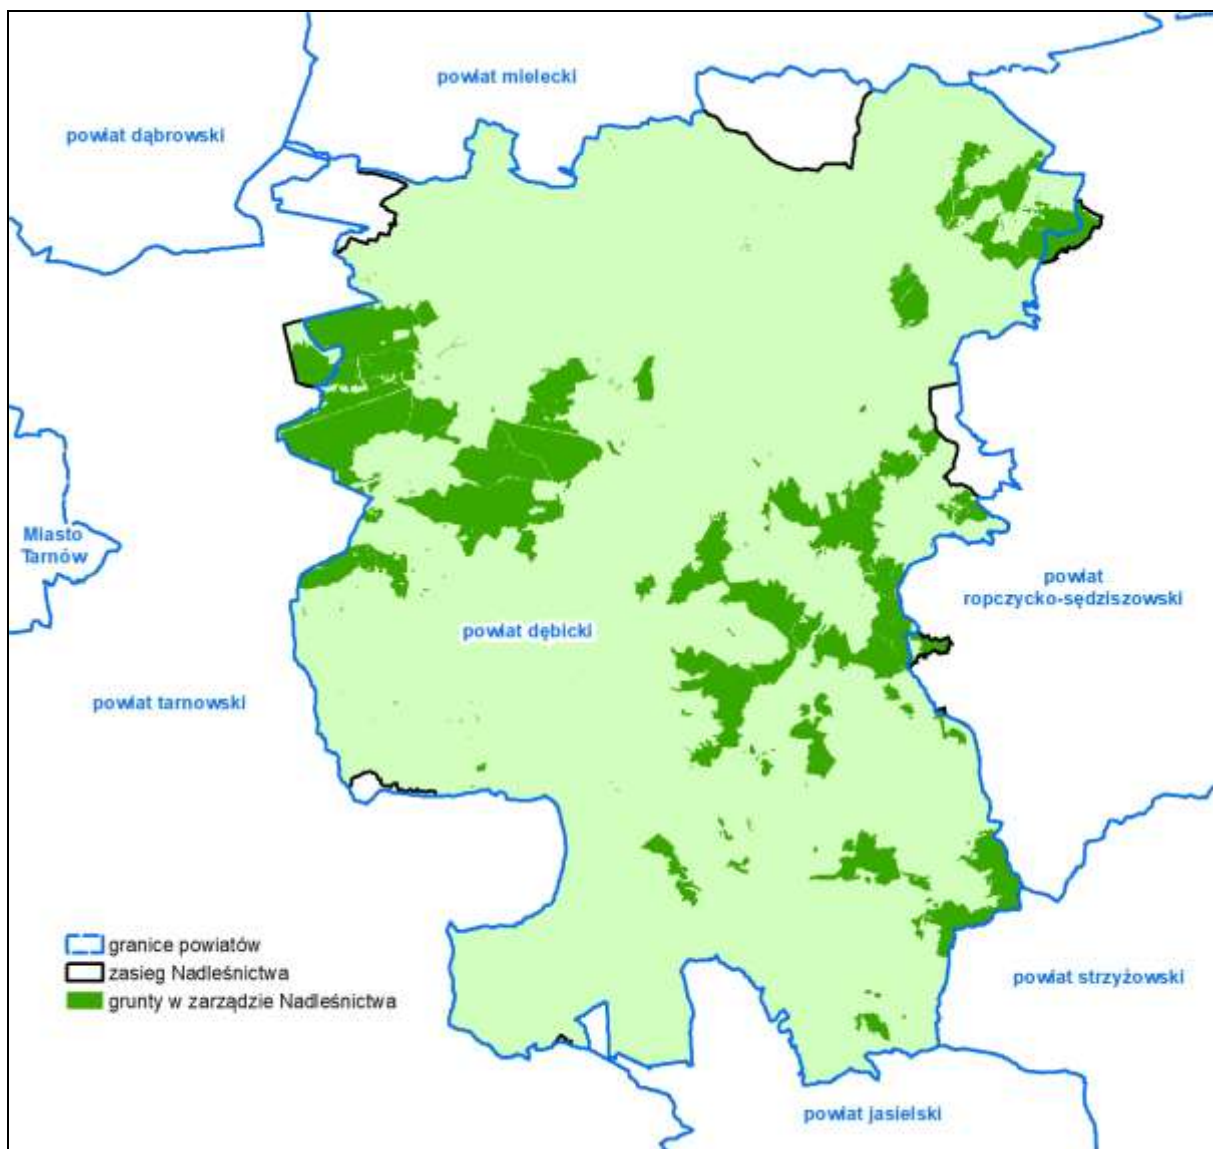 powiat mielecki
powiat dąbrowski
Miasto
Tarnów
powiat
ropczycko-sędziszowski
powiat dębicki
powiat tarnowski
granice powiatów
zasieg Nadleśnictwa
grunty w zarządzie Nadleśnictwa
powiat strzyżowski
powiat jasielski